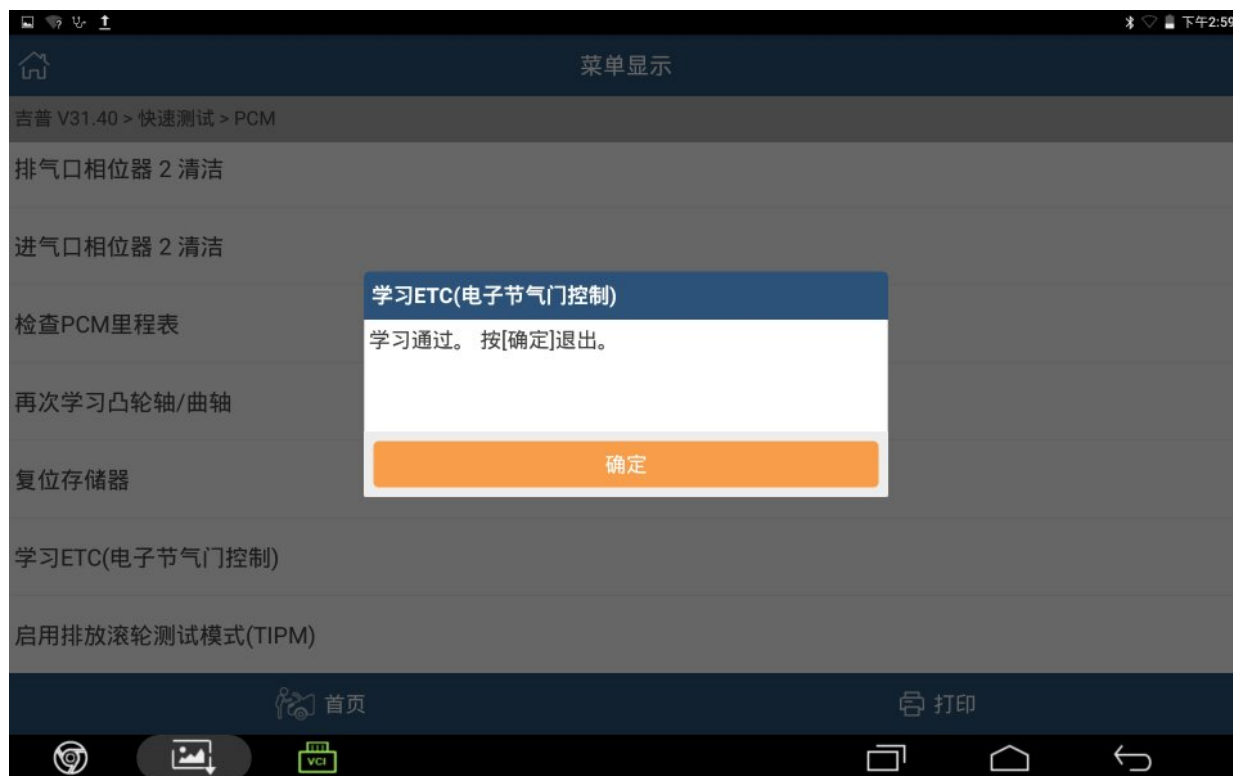 下午2:59
菜单显示
吉普 V31.40 > 快速测试 > PCM
排气口相位器 2 清洁
进气口相位器 2 清洁
学习ETC(电子节气门控制)
检查PCM里程表
学习通过。 按[确定]退出。
再次学习凸轮轴/曲轴
确定
复位存储器
学习ETC(电子节气门控制)
启用排放滚轮测试模式(TIPM)
首页
打印
VCI